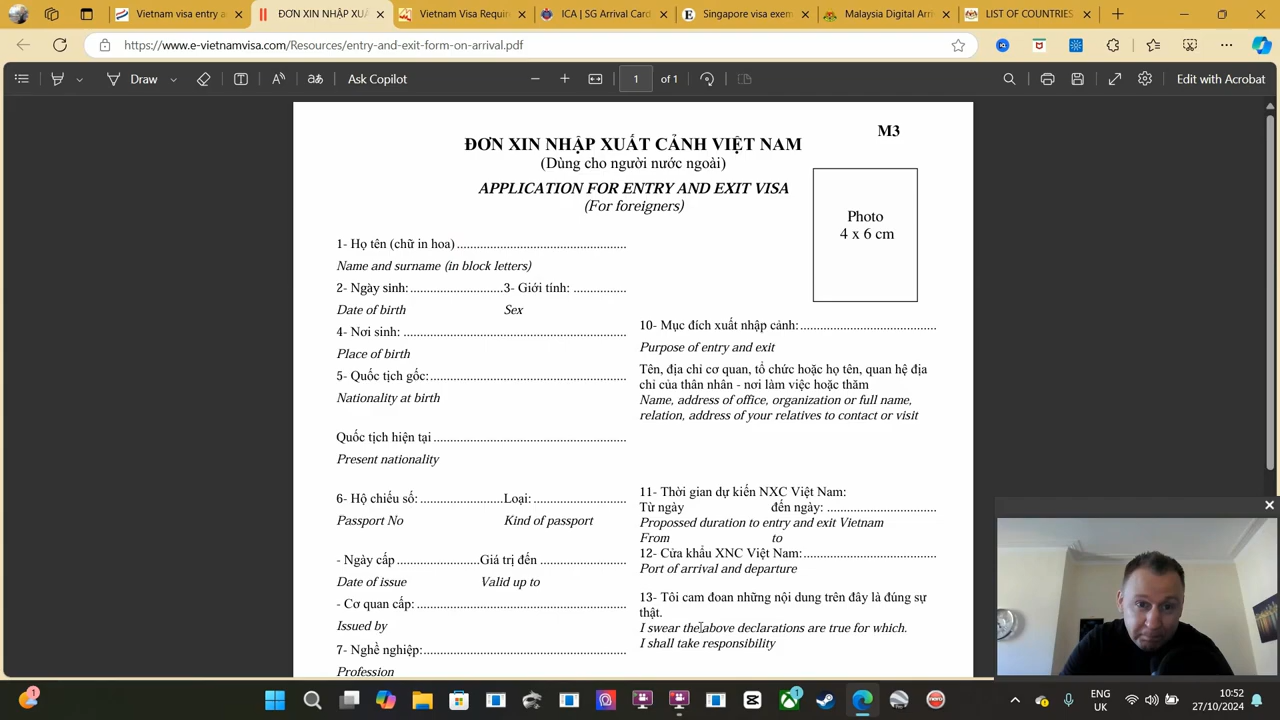 Vietnam visa entry a
ĐƠN XIN NHẬP XUẤ
Vietnam Visa Require
ICA | SG Arrival Card
Singapore visa exem
Malaysia Digital Arri
LIST OF COUNTRIES
https://www.e-vietnamvisa.com/Resources/entry-and-exit-form-on-arrival.pdf
Draw
Ask Copilot
1 of 1
Edit with Acrobat
M3
ĐƠN XIN NHẬP XUẤT CẢNH VIỆT NAM
(Dùng cho người nước ngoài)
APPLICATION FOR ENTRY AND EXIT VISA
(For foreigners)
Photo
4 x 6 cm
1- Họ tên (chữ in hoa)....................................................
Name and surname (in block letters)
2- Ngày sinh:............................3- Giới tính: ................
Date of birth Sex
4- Nơi sinh: ....................................................................
Place of birth
5- Quốc tịch gốc:............................................................
Nationality at birth
Quốc tịch hiện tại...........................................................
Present nationality
6- Hộ chiếu số: .........................Loại: ............................
Passport No Kind of passport
- Ngày cấp .........................Giá trị đến ..........................
Date of issue Valid up to
- Cơ quan cấp: ................................................................
Issued by
7- Nghề nghiệp:..............................................................
Profession
10- Mục đích xuất nhập cảnh: ..........................................
Purpose of entry and exit
Tên, địa chỉ cơ quan, tổ chức hoặc họ tên, quan hệ địa
chỉ của thân nhân - nơi làm việc hoặc thăm
Name, address of office, organization or full name,
relation, address of your relatives to contact or visit
11- Thời gian dự kiến NXC Việt Nam:
Từ ngày đến ngày: .................................
Propossed duration to entry and exit Vietnam
From to
12- Cửa khẩu XNC Việt Nam:.........................................
Port of arrival and departure
13- Tôi cam đoan những nội dung trên đây là đúng sự
thật.
I swear the above declarations are true for which.
I shall take responsibility
1
1
ENG
UK
10:52
27/10/2024